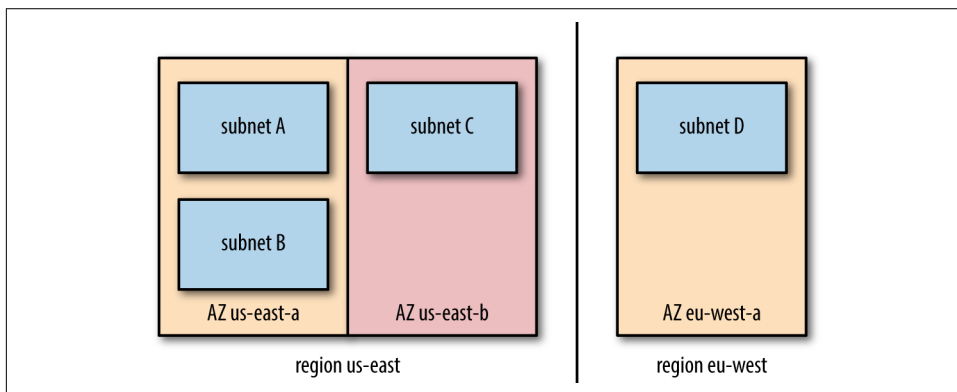 subnet A
subnet B
AZ us-east-a
subnet C
AZ us-east-b
region us-east
subnet D
AZ eu-west-a
region eu-west